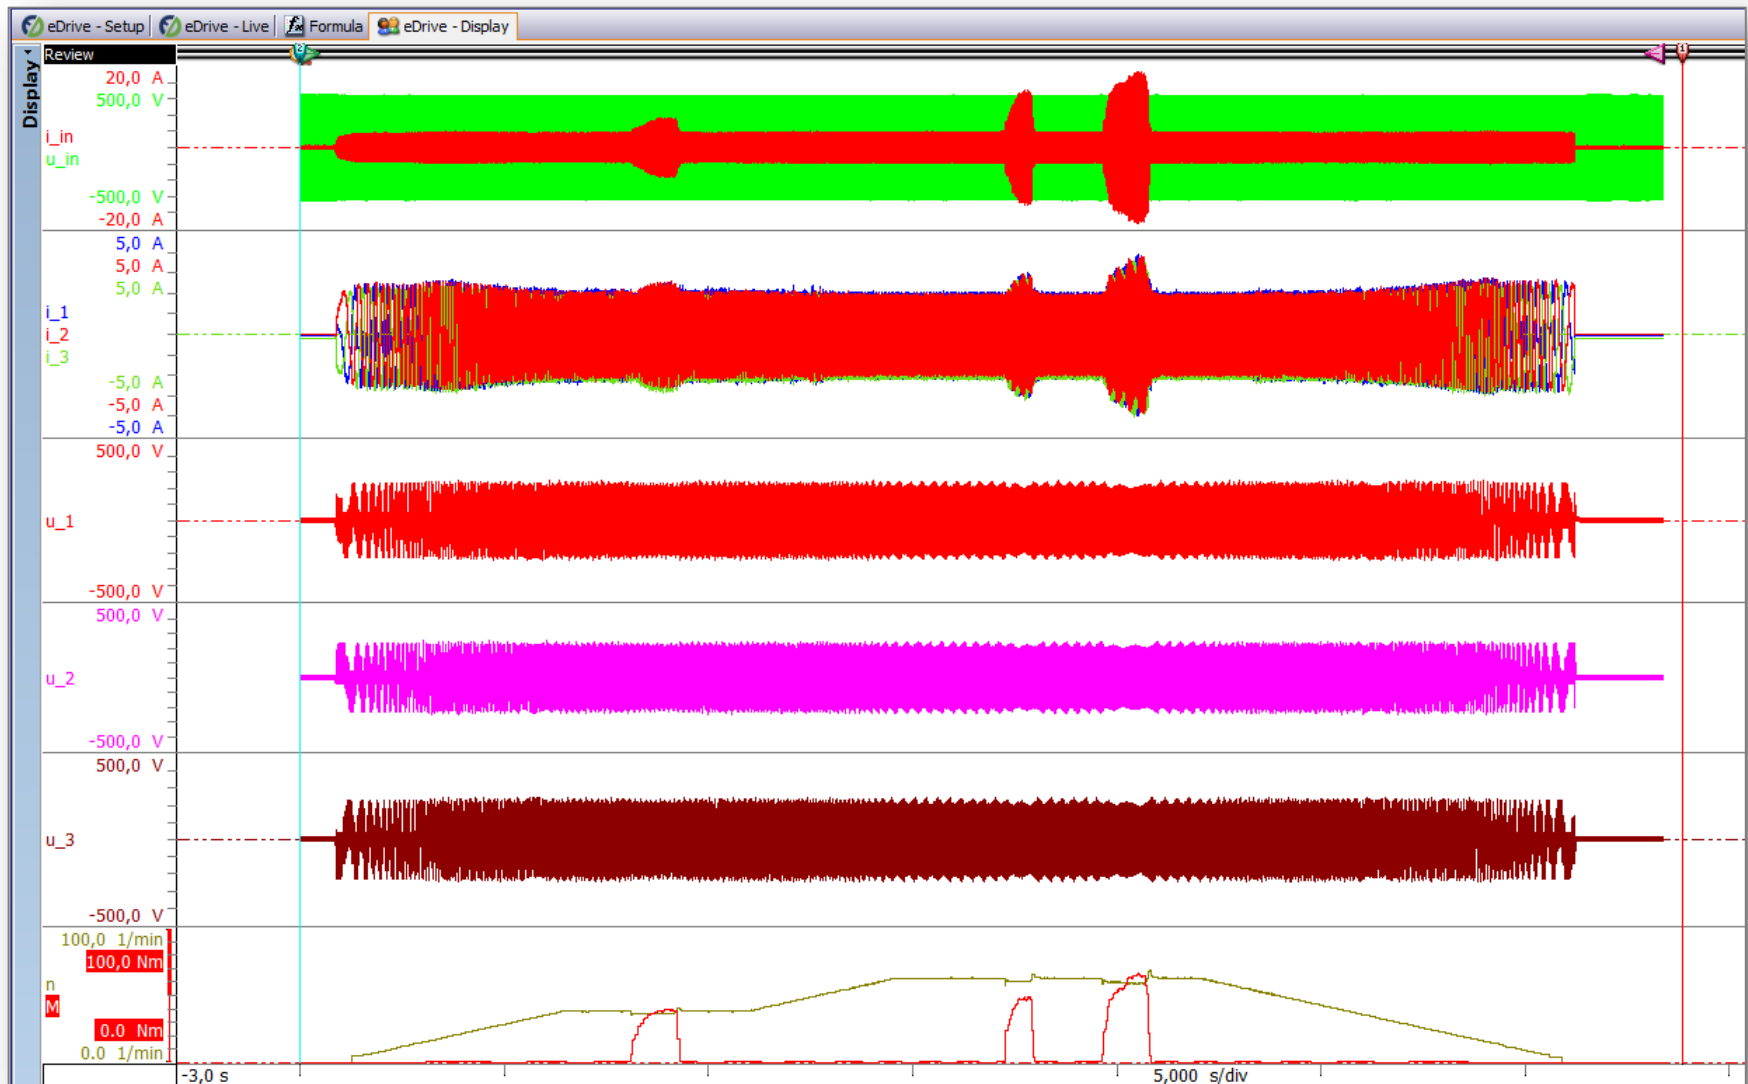 eDrive - Setup eDrive - Live Formula eDrive - Display
Display
Review
2
1
20,0 A
500,0 V
i_in
u_in
-500,0 V
-20,0 A
5,0 A
5,0 A
5,0 A
i_1
i_2
i_3
-5,0 A
-5,0 A
-5,0 A
500,0 V
u_1
-500,0 V
500,0 V
u_2
-500,0 V
500,0 V
u_3
-500,0 V
100,0 1/min
100,0 Nm
n
M
0.0 Nm
0.0 1/min
-3,0 s 5,000 s/div